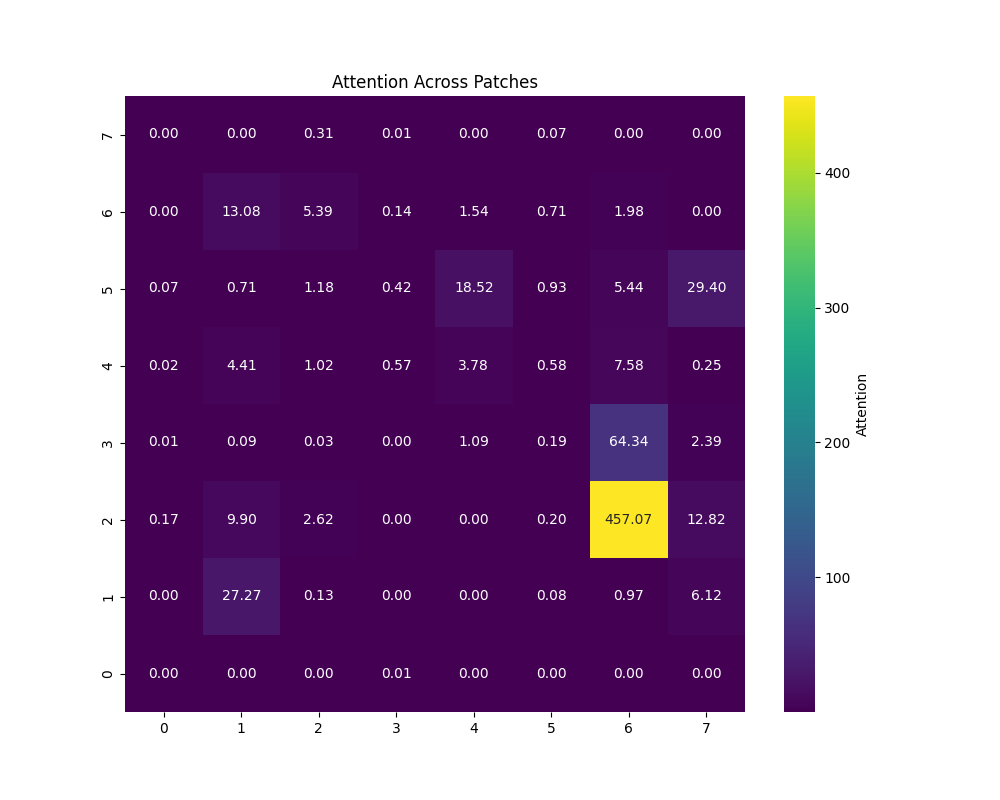 Attention Across Patches
7 0.00 0.00 0.31 0.01 0.00 0.07 0.00 0.00
6 0.00 13.08 5.39 0.14 1.54 0.71 1.98 0.00
5 0.07 0.71 1.18 0.42 18.52 0.93 5.44 29.40
4 0.02 4.41 1.02 0.57 3.78 0.58 7.58 0.25
3 0.01 0.09 0.03 0.00 1.09 0.19 64.34 2.39
2 0.17 9.90 2.62 0.00 0.00 0.20 457.07 12.82
1 0.00 27.27 0.13 0.00 0.00 0.08 0.97 6.12
0 0.00 0.00 0.00 0.01 0.00 0.00 0.00 0.00
0 1 2 3 4 5 6 7
400
300
200
100
Attention